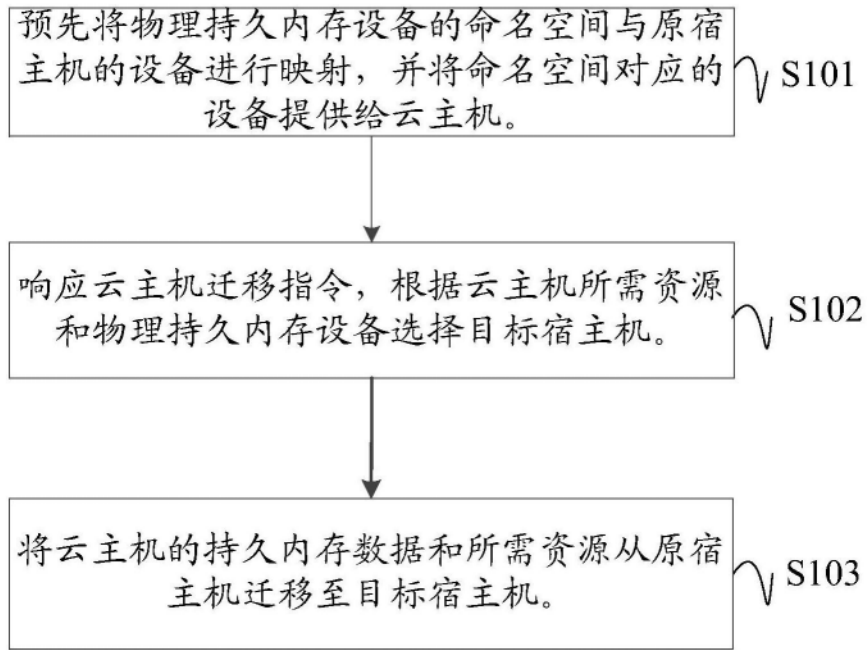 预先将物理持久内存设备的命名空间与原宿
主机的设备进行映射，并将命名空间对应的
设备提供给云主机。
S101
响应云主机迁移指令，根据云主机所需资源
和物理持久内存设备选择目标宿主机。
S102
将云主机的持久内存数据和所需资源从原宿
主机迁移至目标宿主机。
S103